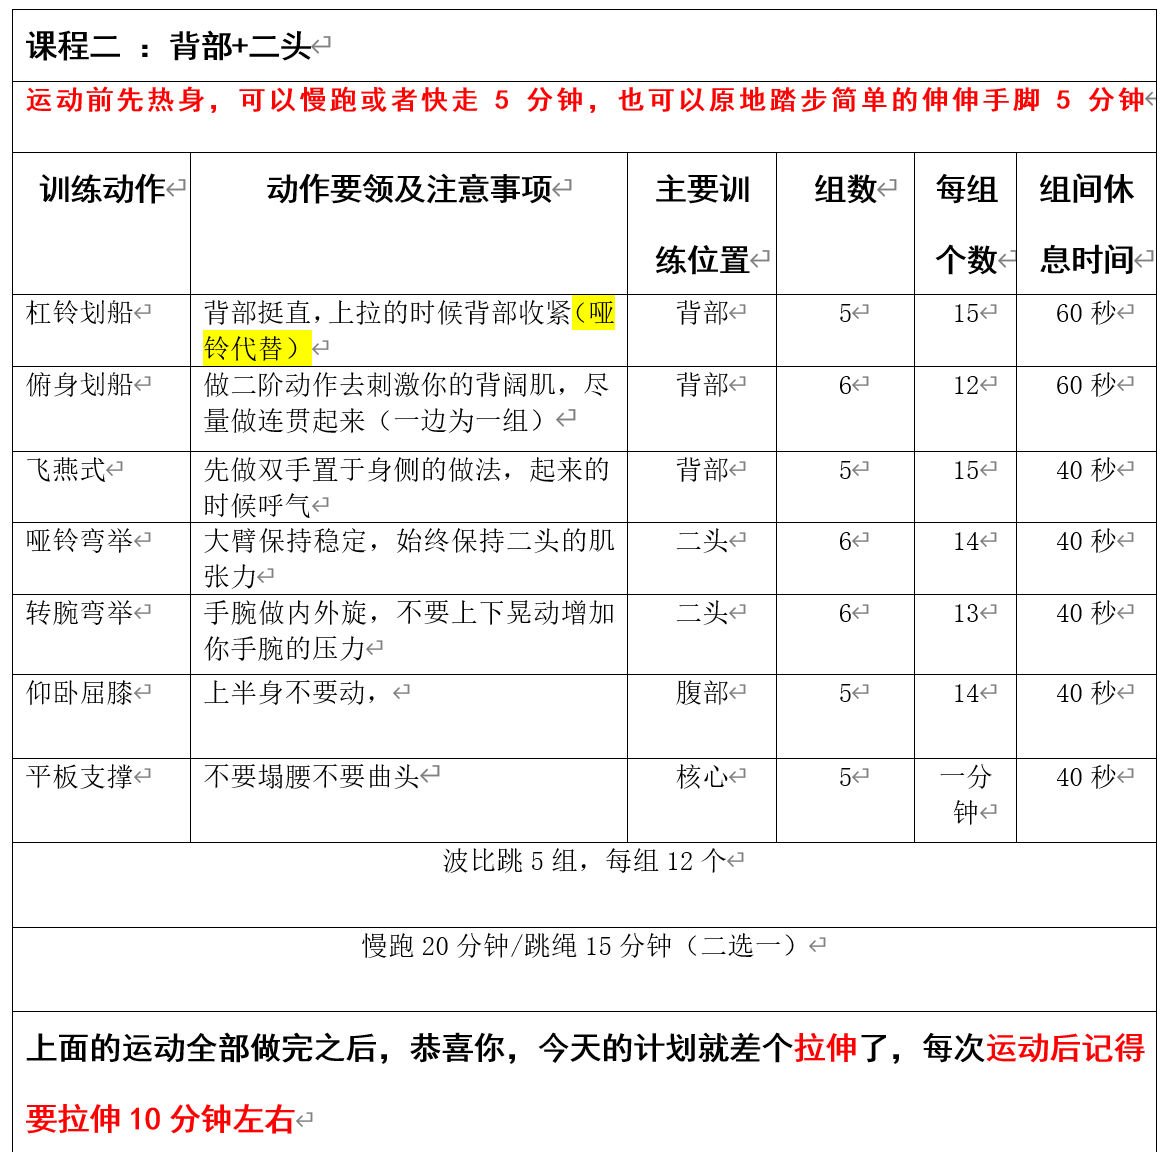 课程二 ：背部+二头
运动前先热身，可以慢跑或者快走 5 分钟，也可以原地踏步简单的伸伸手脚 5 分钟
训练动作 动作要领及注意事项 主要训 组数 每组 组间休
练位置 个数 息时间
杠铃划船 背部挺直，上拉的时候背部收紧（哑 背部 5 15 60 秒
铃代替）
俯身划船 做二阶动作去刺激你的背阔肌，尽 背部 6 12 60 秒
量做连贯起来（一边为一组）
飞燕式 先做双手置于身侧的做法，起来的 背部 5 15 40 秒
时候呼气
哑铃弯举 大臂保持稳定，始终保持二头的肌 二头 6 14 40 秒
张力
转腕弯举 手腕做内外旋，不要上下晃动增加 二头 6 13 40 秒
你手腕的压力
仰卧屈膝 上半身不要动， 腹部 5 14 40 秒
平板支撑 不要塌腰不要曲头 核心 5 一分 40 秒
钟
波比跳 5 组，每组 12 个
慢跑 20 分钟/跳绳 15 分钟（二选一）
上面的运动全部做完之后，恭喜你，今天的计划就差个拉伸了，每次运动后记得
要拉伸 10 分钟左右